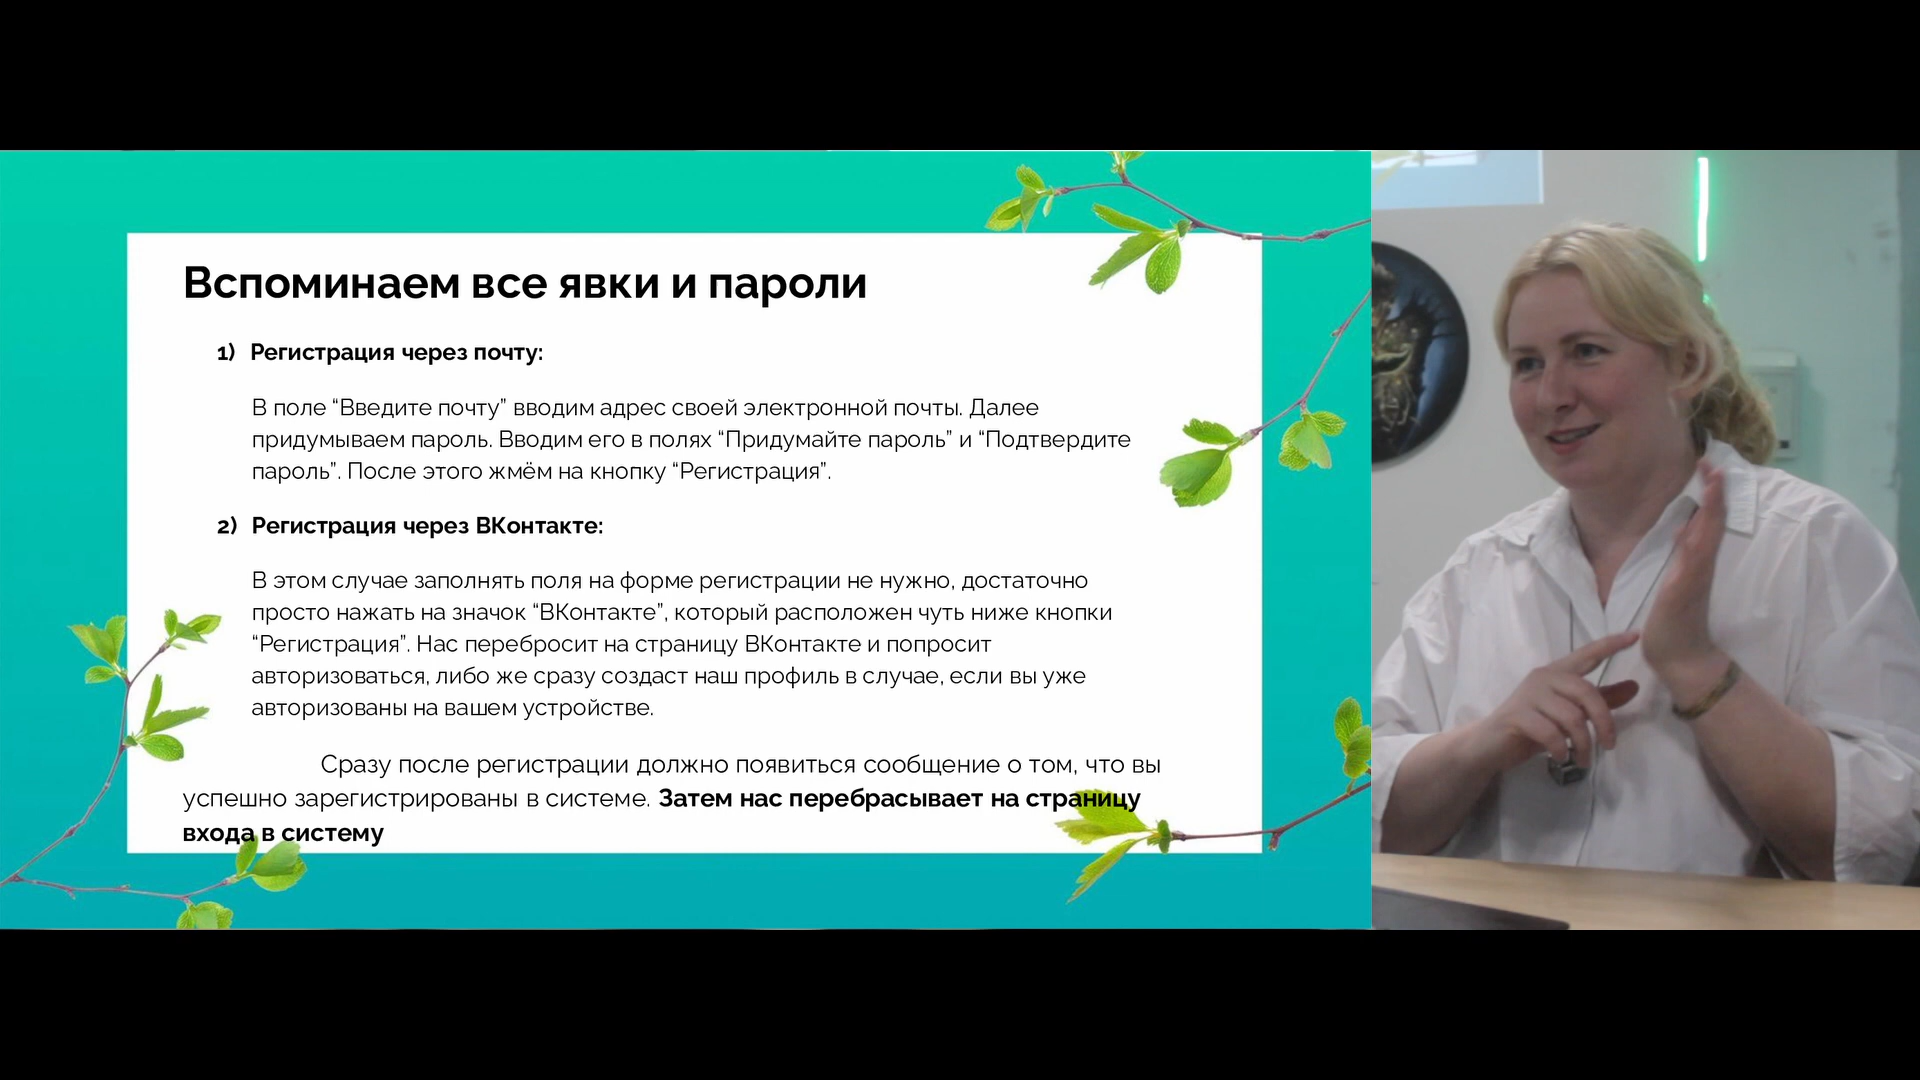 Вспоминаем все явки и пароли
1) Регистрация через почту:
В поле “Введите почту” вводим адрес своей электронной почты. Далее
придумываем пароль. Вводим его в полях “Придумайте пароль” и “Подтвердите
пароль”. После этого жмём на кнопку “Регистрация”.
2) Регистрация через ВКонтакте:
В этом случае заполнять поля на форме регистрации не нужно, достаточно
просто нажать на значок “ВКонтакте”, который расположен чуть ниже кнопки
“Регистрация”. Нас перебросит на страницу ВКонтакте и попросит
авторизоваться, либо же сразу создаст наш профиль в случае, если вы уже
авторизованы на вашем устройстве.
Сразу после регистрации должно появиться сообщение о том, что вы
успешно зарегистрированы в системе. Затем нас перебрасывает на страницу
входа в систему